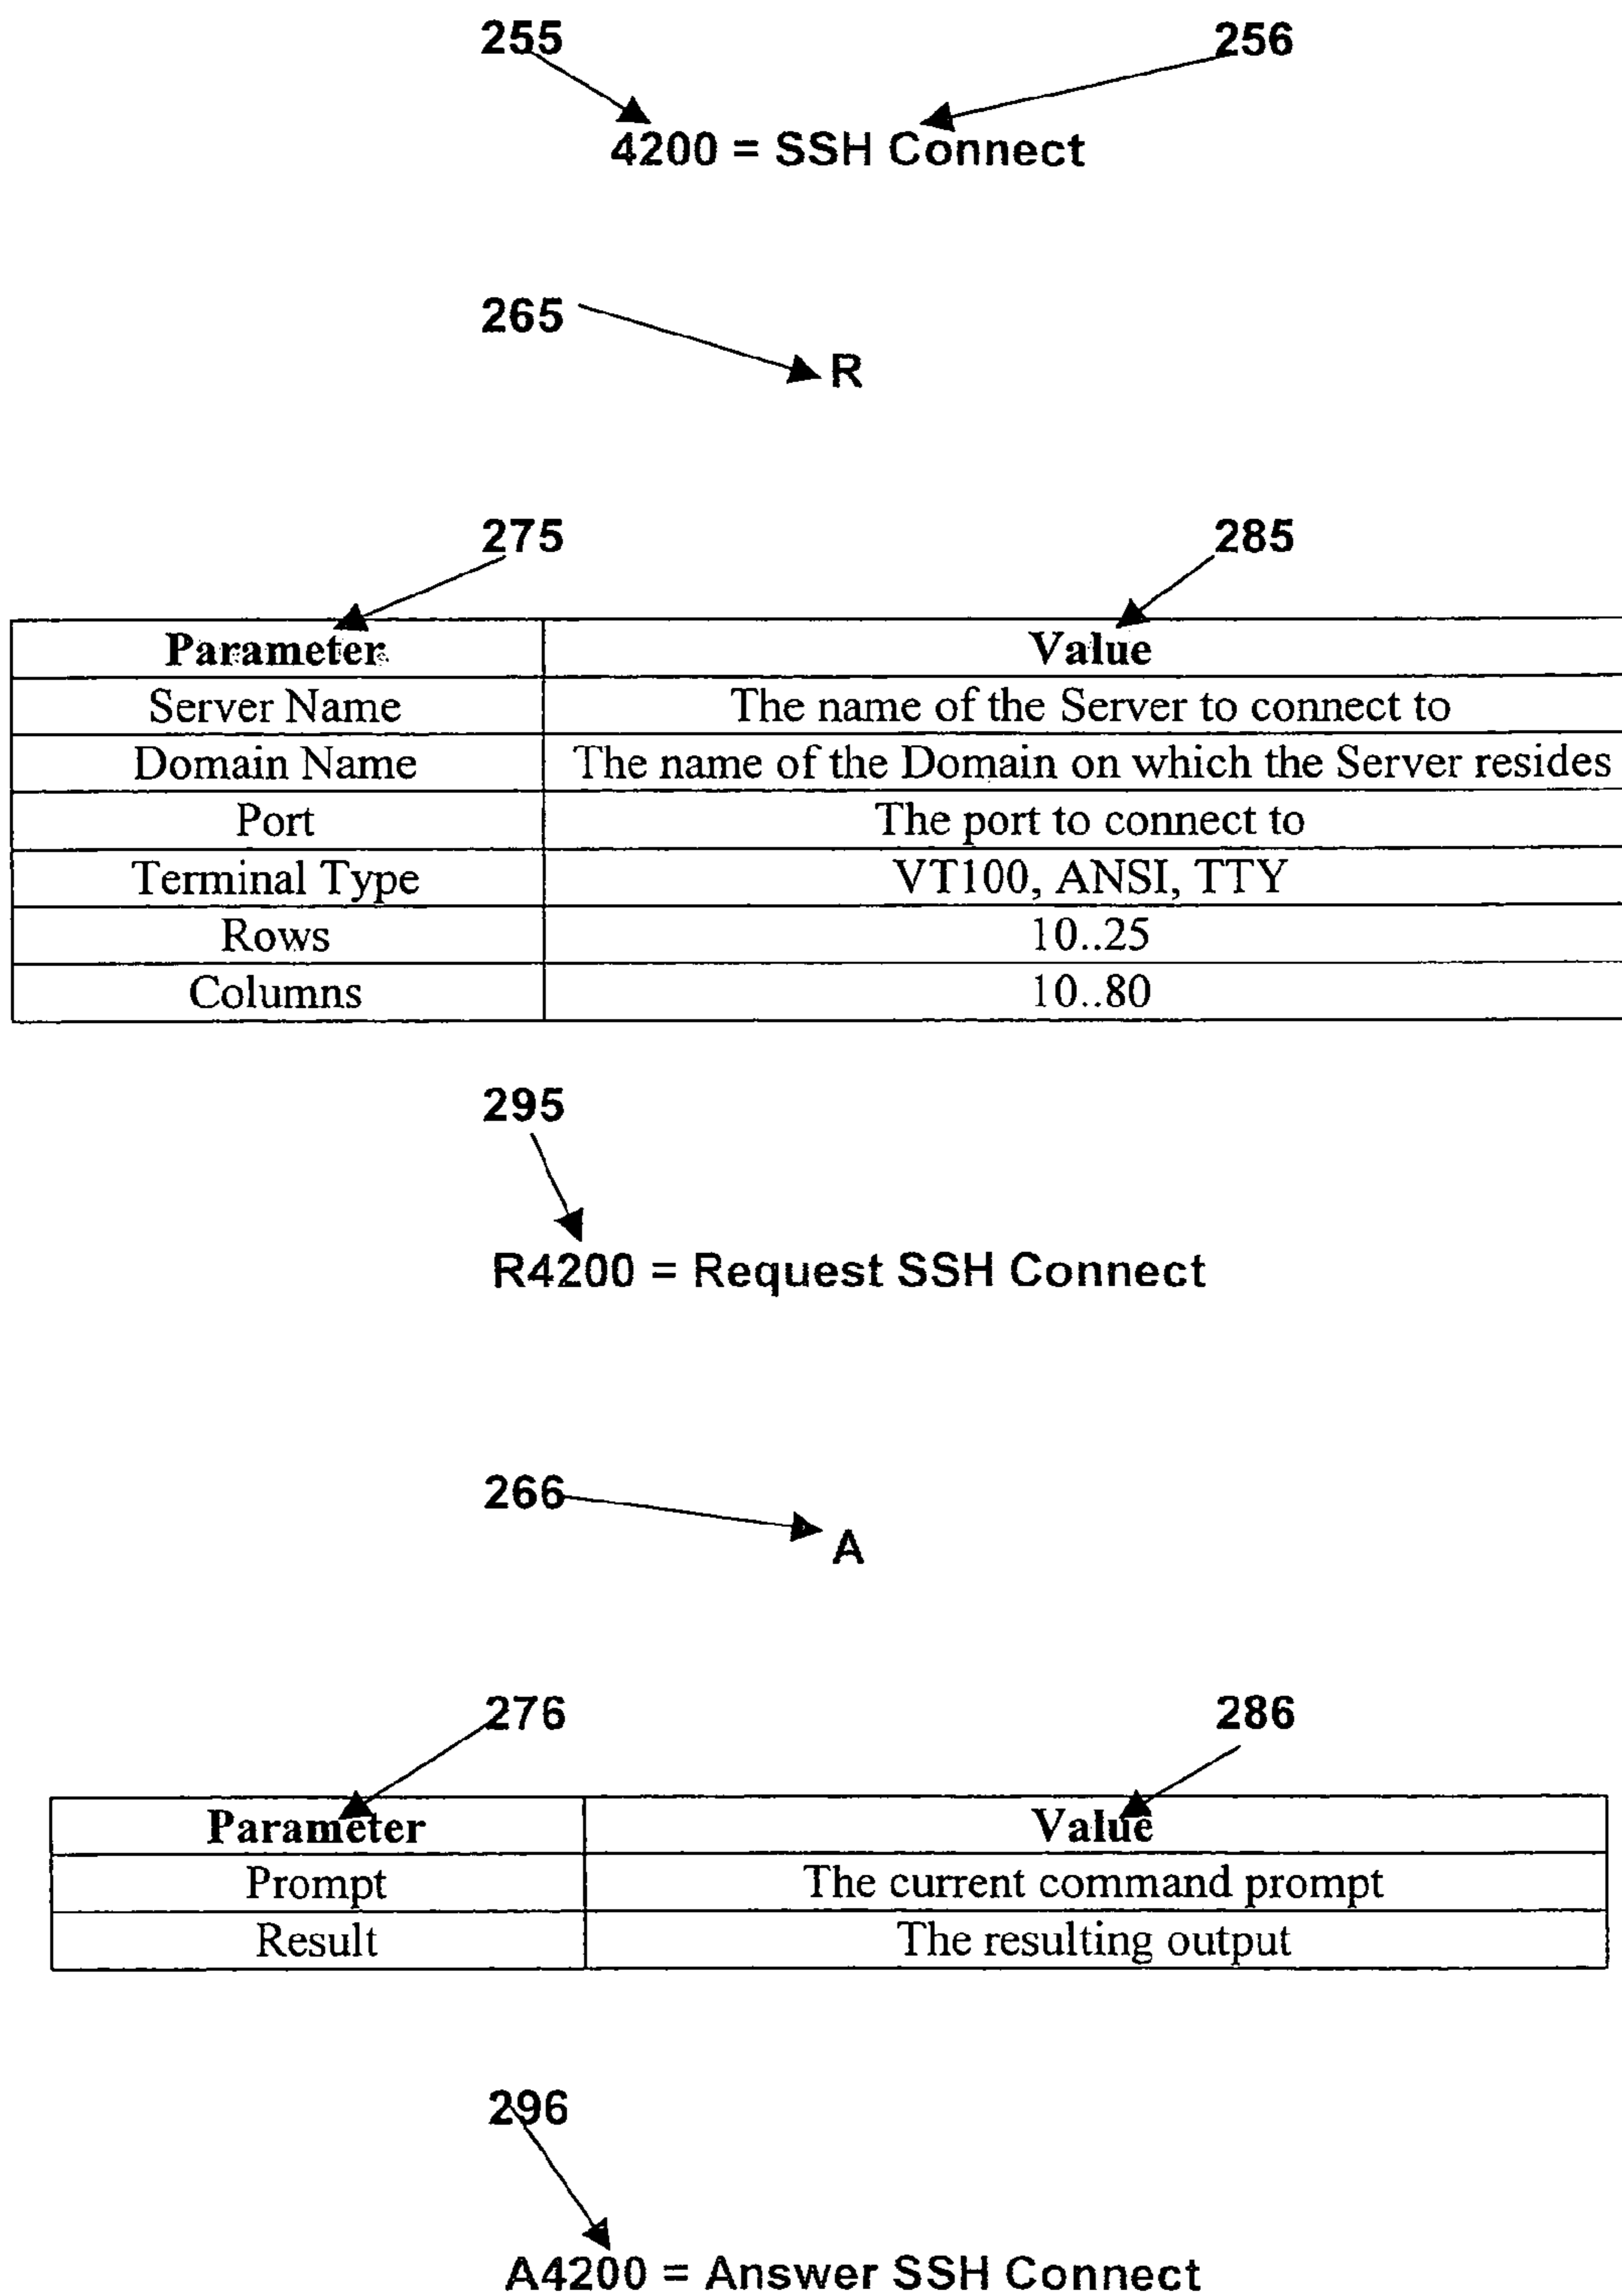 255 256
4200 = SSH Connect
265
R
275 285
Parameter Value
Server Name The name of the Server to connect to
Domain Name The name of the Domain on which the Server resides
Port The port to connect to
Terminal Type VT100, ANSI, TTY
Rows 10..25
Columns 10..80
295
R4200 = Request SSH Connect
266
A
276 286
Parameter Value
Prompt The current command prompt
Result The resulting output
296
A4200 = Answer SSH Connect